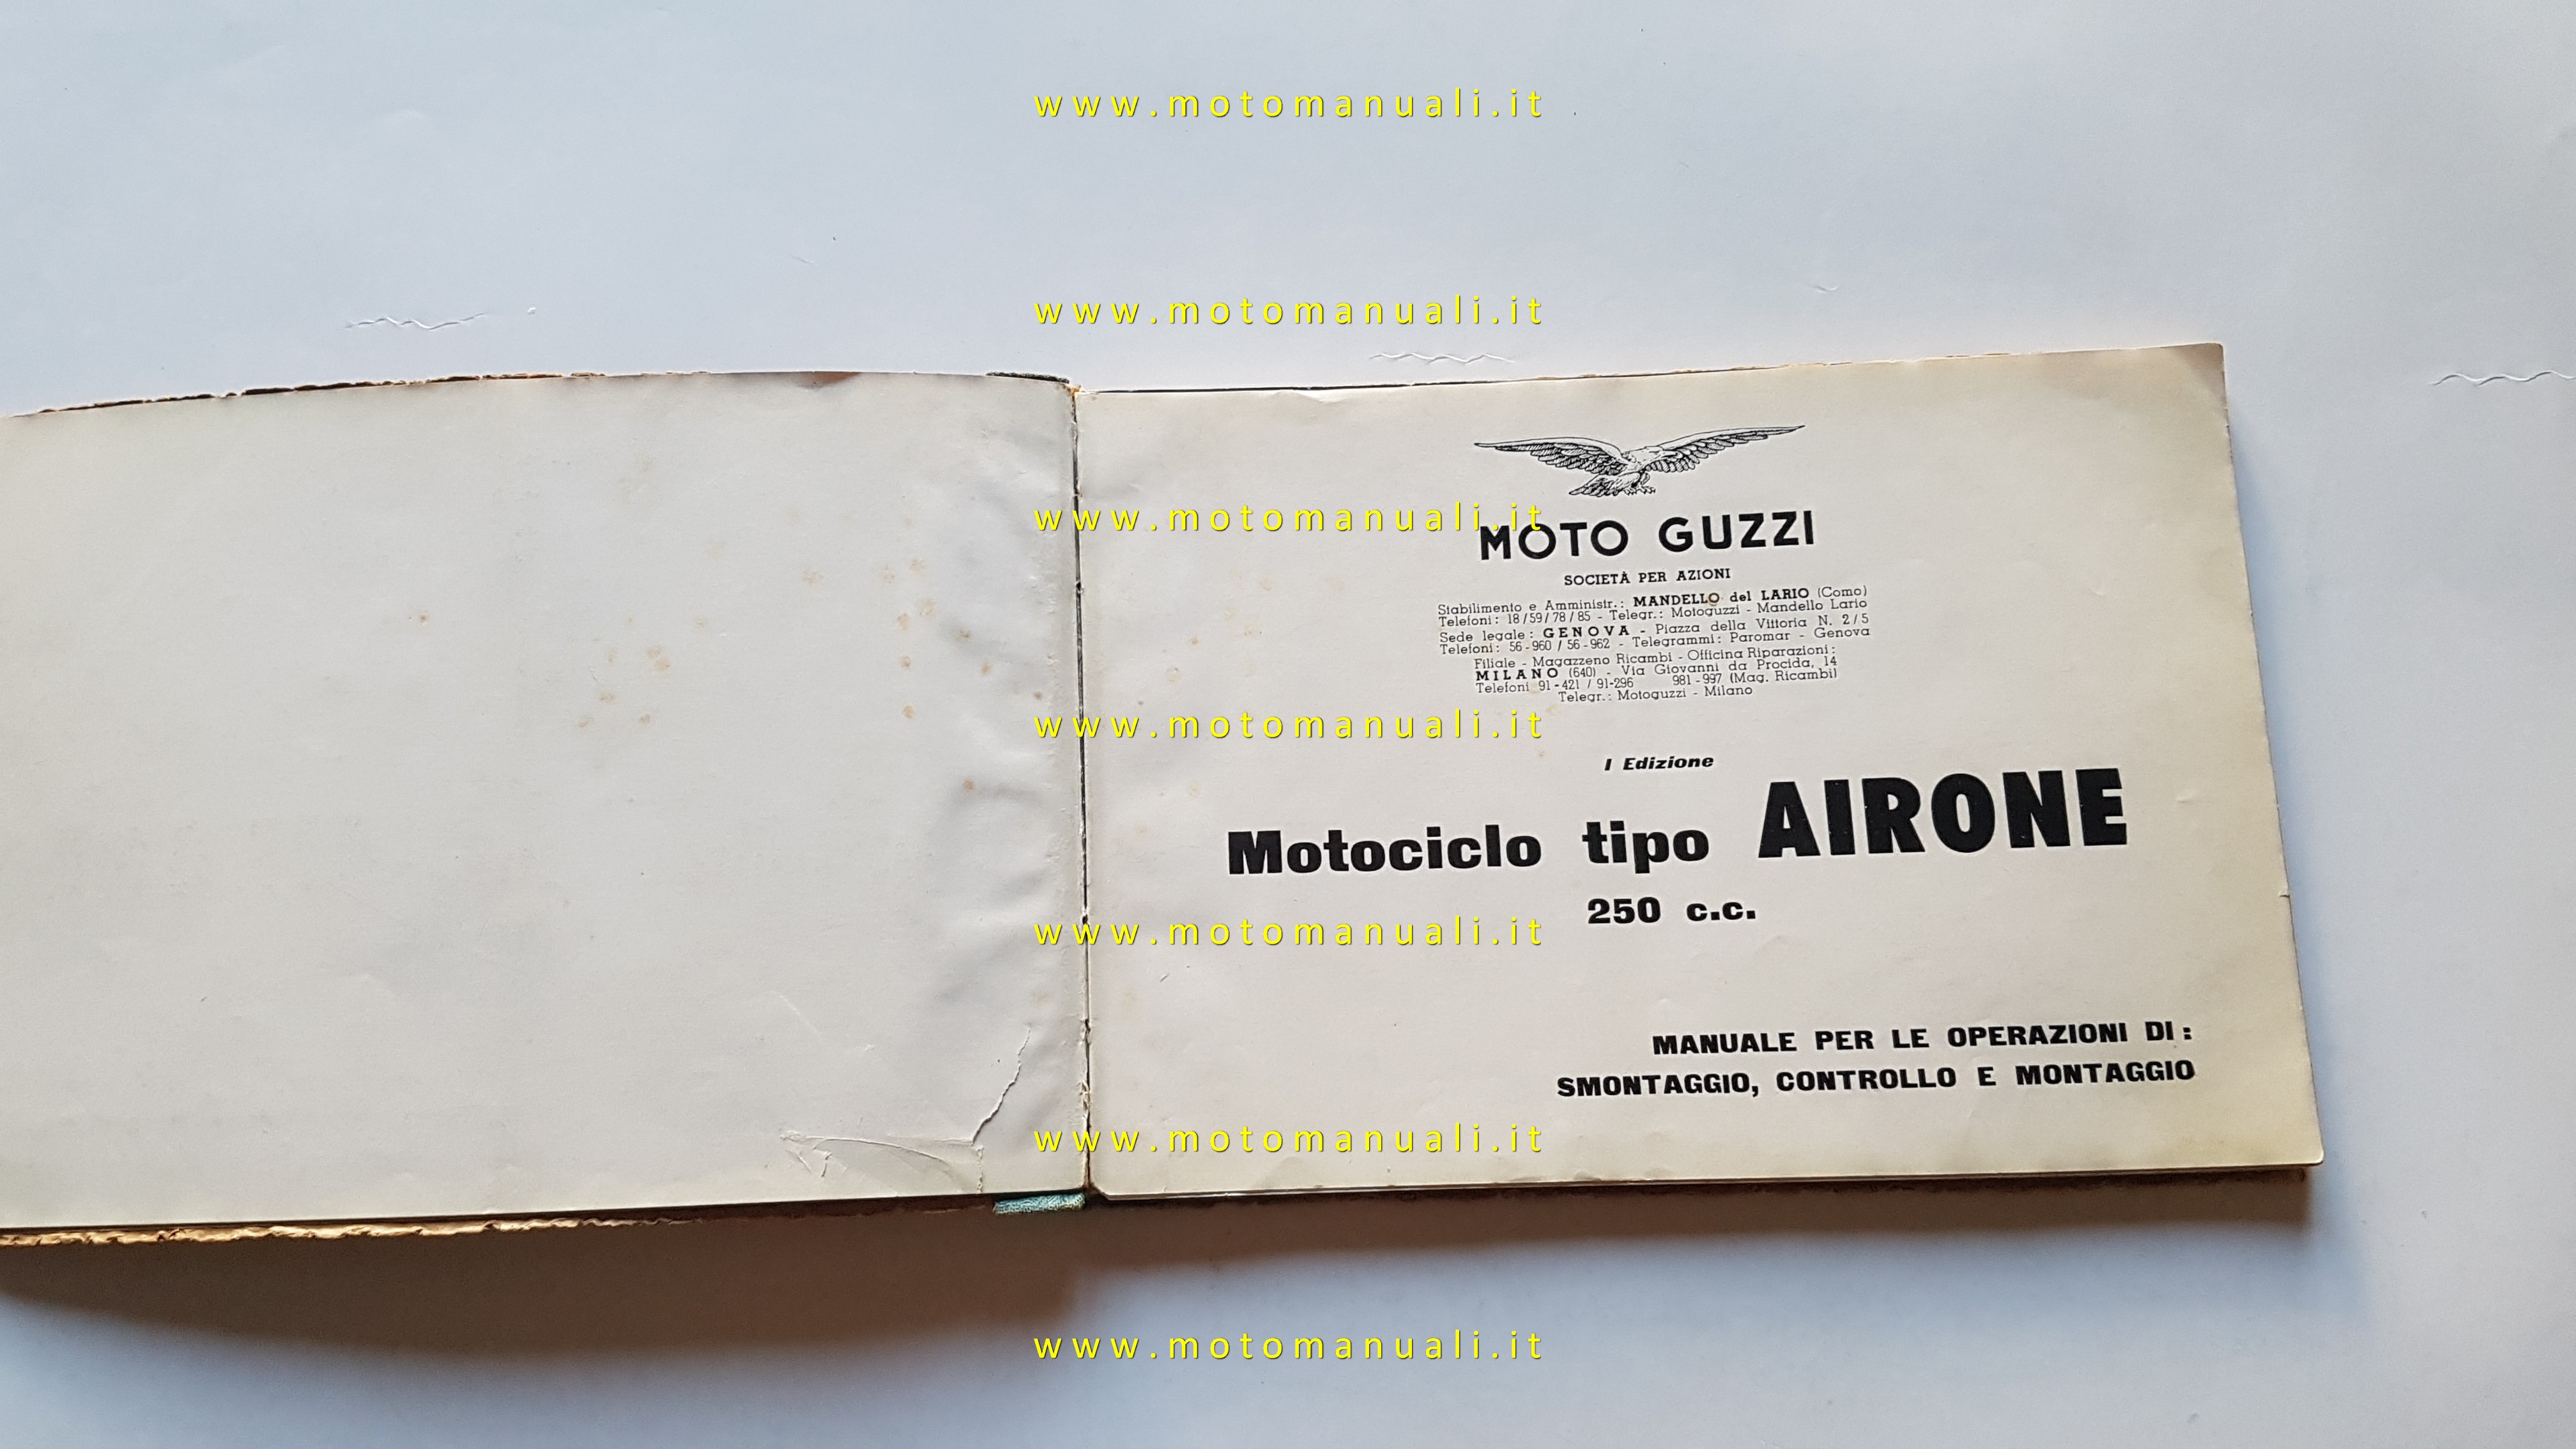 www.motomanuali.it
www.motomanuali.it
www.motomanuali.it
MOTO GUZZI
SOCIETÀ PER AZIONI
Stabilimento e Amministr.: MANDELLO del LARIO (Como)
Telefoni: 18/59/78/85 - Telegr.: Motoguzzi - Mandello Lario
Sede legale: GENOVA - Piazza della Vittoria N. 2/5
Telefoni: 56-960 / 56-962 - Telegrammi: Paromar - Genova
Filiale - Magazzeno Ricambi - Officina Riparazioni:
MILANO (640) - Via Giovanni da Procida, 14
Telefoni 91-421 / 91-296 981-997 (Mag. Ricambi)
Telegr.: Motoguzzi - Milano
www.motomanuali.it
I Edizione
Motociclo tipo AIRONE
250 c.c.
www.motomanuali.it
MANUALE PER LE OPERAZIONI DI:
SMONTAGGIO, CONTROLLO E MONTAGGIO
www.motomanuali.it
www.motomanuali.it